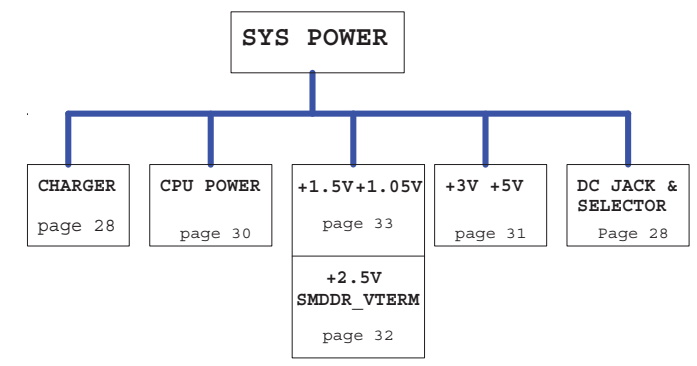 SYS POWER
CHARGER
page 28
CPU POWER
page 30
+1.5V+1.05V
page 33
+2.5V
SMDDR_VTERM
page 32
+3V +5V
page 31
DC JACK &
SELECTOR
Page 28